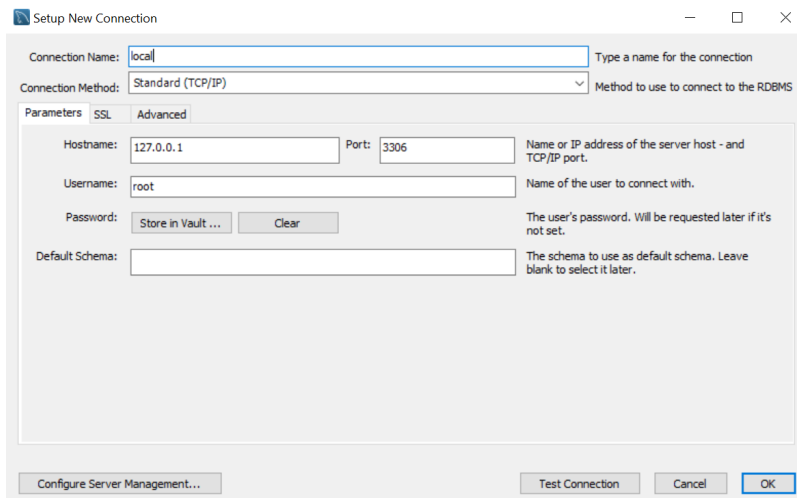 Setup New Connection
Connection Name: local Type a name for the connection
Connection Method: Standard (TCP/IP) Method to use to connect to the RDBMS
Parameters SSL Advanced
Hostname: 127.0.0.1 Port: 3306 Name or IP address of the server host - and
TCP/IP port.
Username: root Name of the user to connect with.
Password: Store in Vault ... Clear The user's password. Will be requested later if it's
not set.
Default Schema: The schema to use as default schema. Leave
blank to select it later.
Configure Server Management... Test Connection Cancel OK